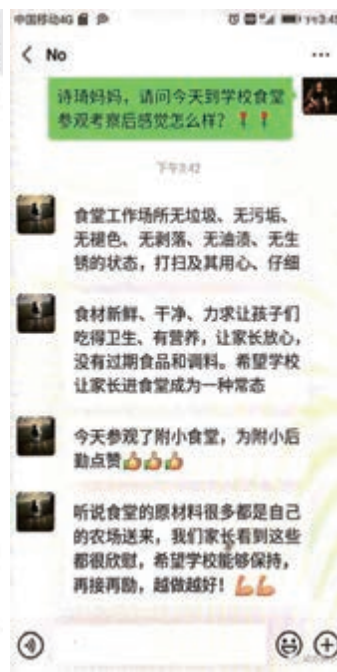 中国移动4G
下午3:45
No
诗琦妈妈，请问今天到学校食堂
参观考察后感觉怎么样？
下午3:42
食堂工作场所无垃圾、无污垢、
无褪色、无剥落、无油渍、无生
锈的状态，打扫及其用心、仔细
食材新鲜、干净、力求让孩子们
吃得卫生、有营养，让家长放心，
没有过期食品和调料。希望学校
让家长进食堂成为一种常态
今天参观了附小食堂，为附小后
勤点赞👍👍👍
听说食堂的原材料很多都是自己
的农场送来，我们家长看到这些
都很欣慰，希望学校能够保持，
再接再励，越做越好！💪💪